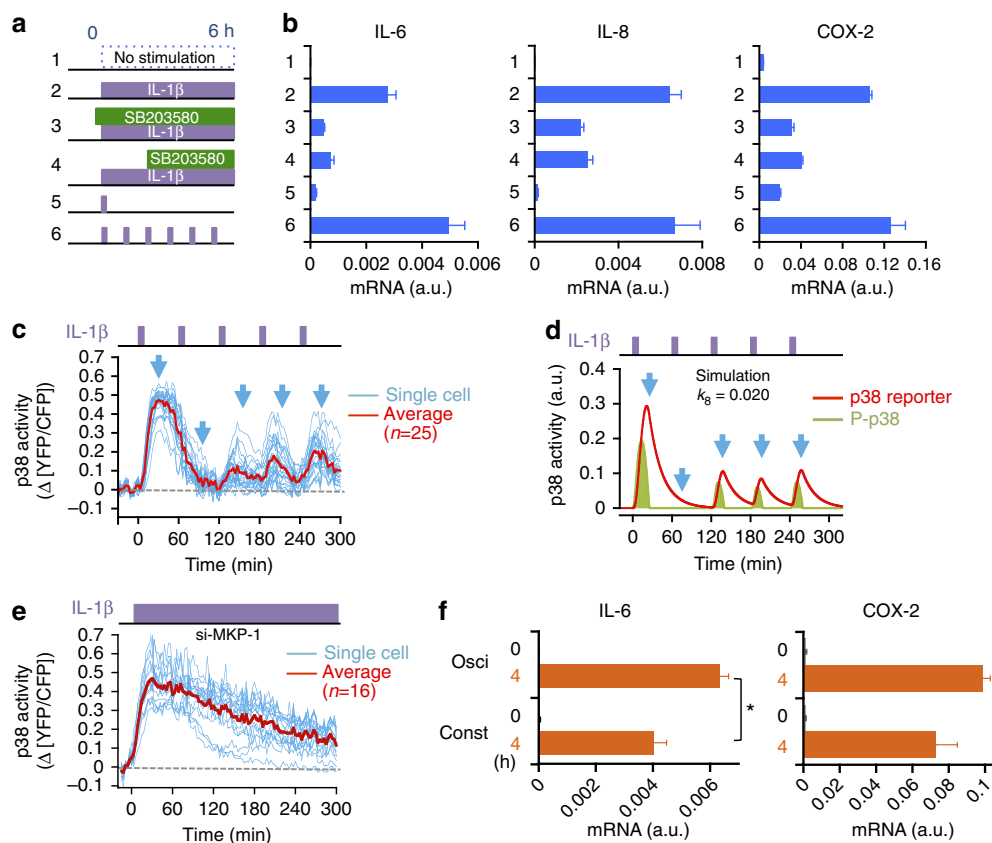 a
0 6 h
1 No stimulation
2 IL-1β
3 SB203580
IL-1β
4 SB203580
IL-1β
5
6
b
IL-6
1
2
3
4
5
6
0 0.002 0.004 0.006
mRNA (a.u.)
IL-8
1
2
3
4
5
6
0 0.004 0.008
mRNA (a.u.)
COX-2
1
2
3
4
5
6
0 0.04 0.08 0.12 0.16
mRNA (a.u.)
c
IL-1β
p38 activity
(Δ [YFP/CFP])
0.7
0.6
0.5
0.4
0.3
0.2
0.1
0
−0.1
Single cell
Average
(n=25)
0 60 120 180 240 300
Time (min)
d
IL-1β
p38 activity (a.u.)
0.4
0.3
0.2
0.1
0
Simulation
k8 = 0.020
p38 reporter
P-p38
0 60 120 180 240 300
Time (min)
e
IL-1β
si-MKP-1
p38 activity
(Δ [YFP/CFP])
0.7
0.6
0.5
0.4
0.3
0.2
0.1
0
−0.1
Single cell
Average
(n=16)
0 60 120 180 240 300
Time (min)
f
IL-6
Osci
0
4
Const
0
4
(h)
*
0 0.002 0.004 0.006
mRNA (a.u.)
COX-2
0
4
0
4
0 0.02 0.04 0.06 0.08 0.1
mRNA (a.u.)